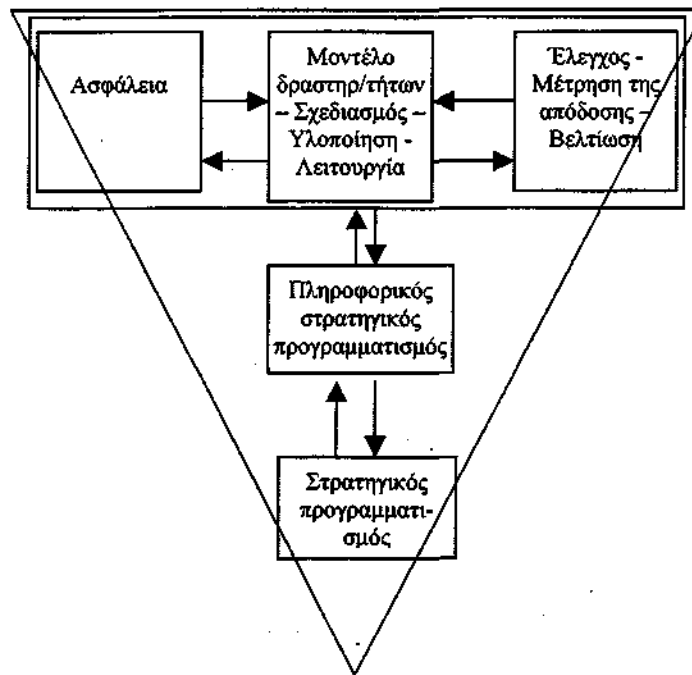 Ασφάλεια
Μοντέλο
δραστηρ/τήτων
– Σχεδιασμός –
Υλοποίηση -
Λειτουργία
Έλεγχος -
Μέτρηση της
απόδοσης –
Βελτίωση
Πληροφορικός
στρατηγικός
προγραμματισμός
Στρατηγικός
προγραμματι-
σμός